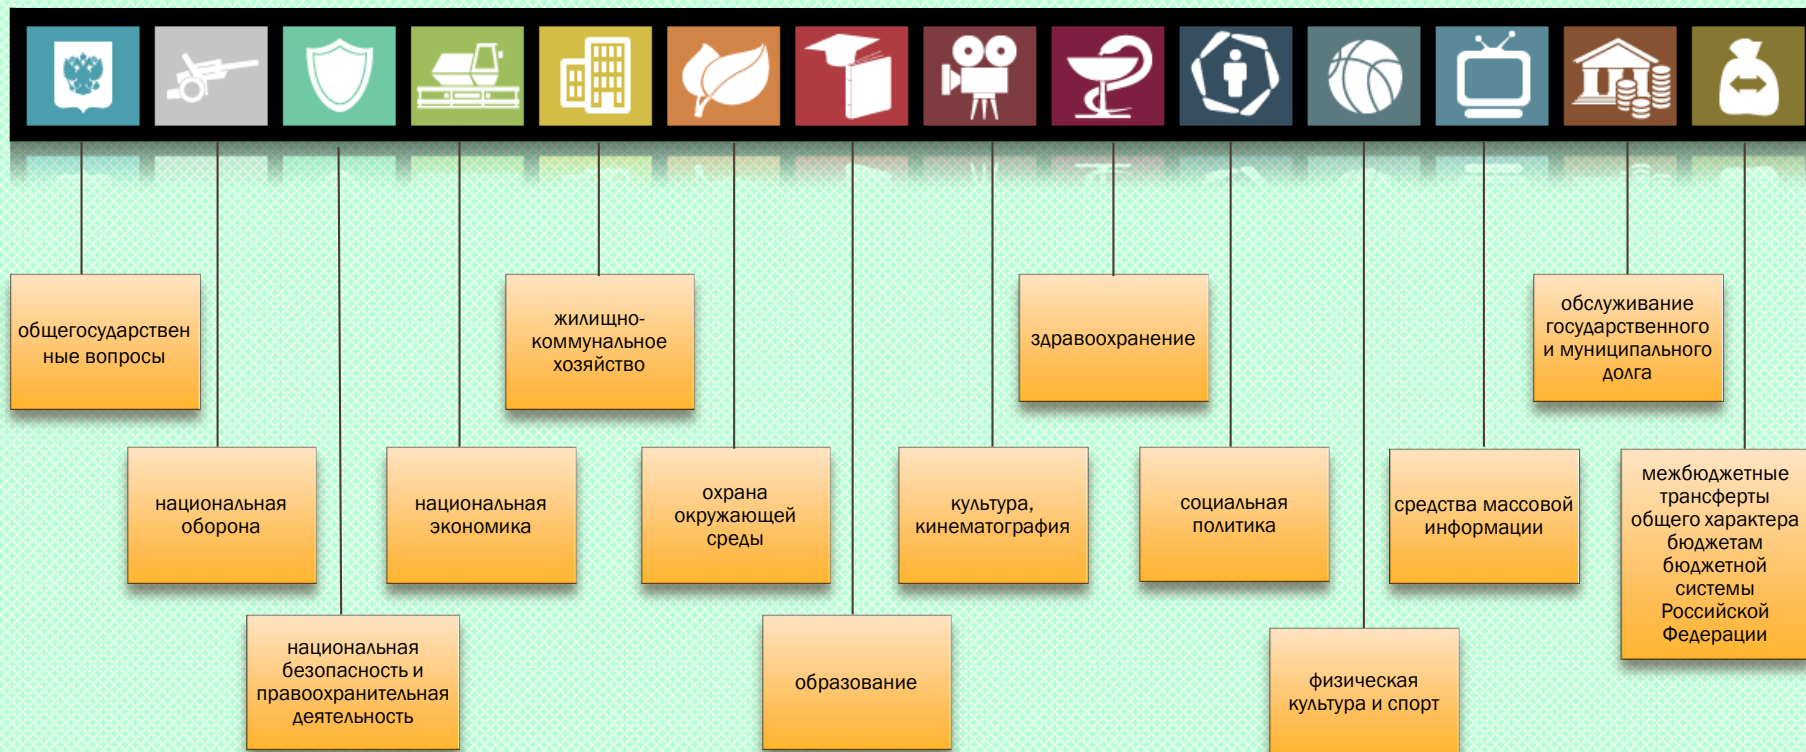 общегосударствен
ные вопросы
национальная
оборона
национальная
безопасность и
правоохранительная
деятельность
национальная
экономика
жилищно-
коммунальное
хозяйство
охрана
окружающей
среды
образование
культура,
кинематография
здравоохранение
социальная
политика
физическая
культура и спорт
средства массовой
информации
обслуживание
государственного
и муниципального
долга
межбюджетные
трансферты
общего характера
бюджетам
бюджетной
системы
Российской
Федерации